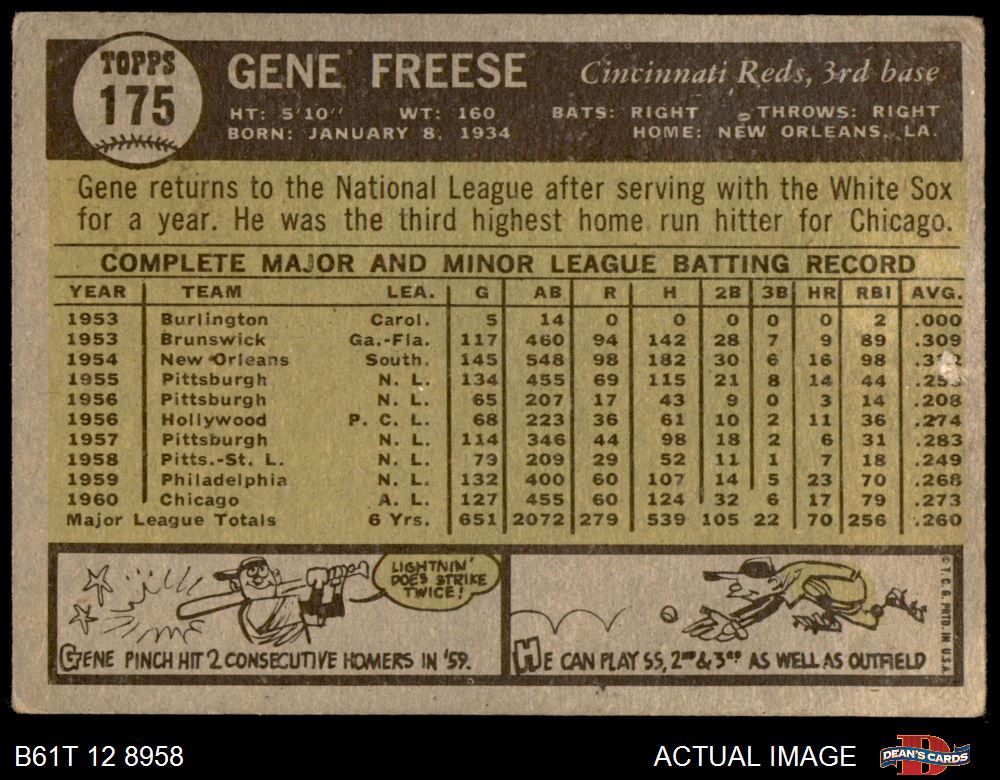 TOPPS
175
GENE FREESE Cincinnati Reds, 3rd base
HT: 5'10" WT: 160 BATS: RIGHT THROWS: RIGHT
BORN: JANUARY 8, 1934 HOME: NEW ORLEANS, LA.
Gene returns to the National League after serving with the White Sox
for a year. He was the third highest home run hitter for Chicago.
COMPLETE MAJOR AND MINOR LEAGUE BATTING RECORD
YEAR TEAM LEA. G AB R H 2B 3B HR RBI AVG.
1953 Burlington Carol. 5 14 0 0 0 0 0 2 .000
1953 Brunswick Ga.-Fla. 117 460 94 142 28 7 9 89 .309
1954 New Orleans South. 145 548 98 182 30 6 16 98
1955 Pittsburgh N. L. 134 455 69 115 21 8 14 44
1956 Pittsburgh N. L. 65 207 17 43 9 0 3 14 .208
1956 Hollywood P. C. L. 68 223 36 61 10 2 11 36 .274
1957 Pittsburgh N. L. 114 346 44 98 18 2 6 31 .283
1958 Pitts.-St. L. N. L. 79 209 29 52 11 1 7 18 .249
1959 Philadelphia N. L. 132 400 60 107 14 5 23 70 .268
1960 Chicago A. L. 127 455 60 124 32 6 17 79 .273
Major League Totals 6 Yrs. 651 2072 279 539 105 22 70 256 .260
LIGHTNIN'
DOES STRIKE
TWICE!
GENE PINCH HIT 2 CONSECUTIVE HOMERS IN '59.
HE CAN PLAY SS, 2ND & 3RD AS WELL AS OUTFIELD
© T.C.G. PRTD. IN U.S.A.
B61T 12 8958
ACTUAL IMAGE
DEAN'S CARDS